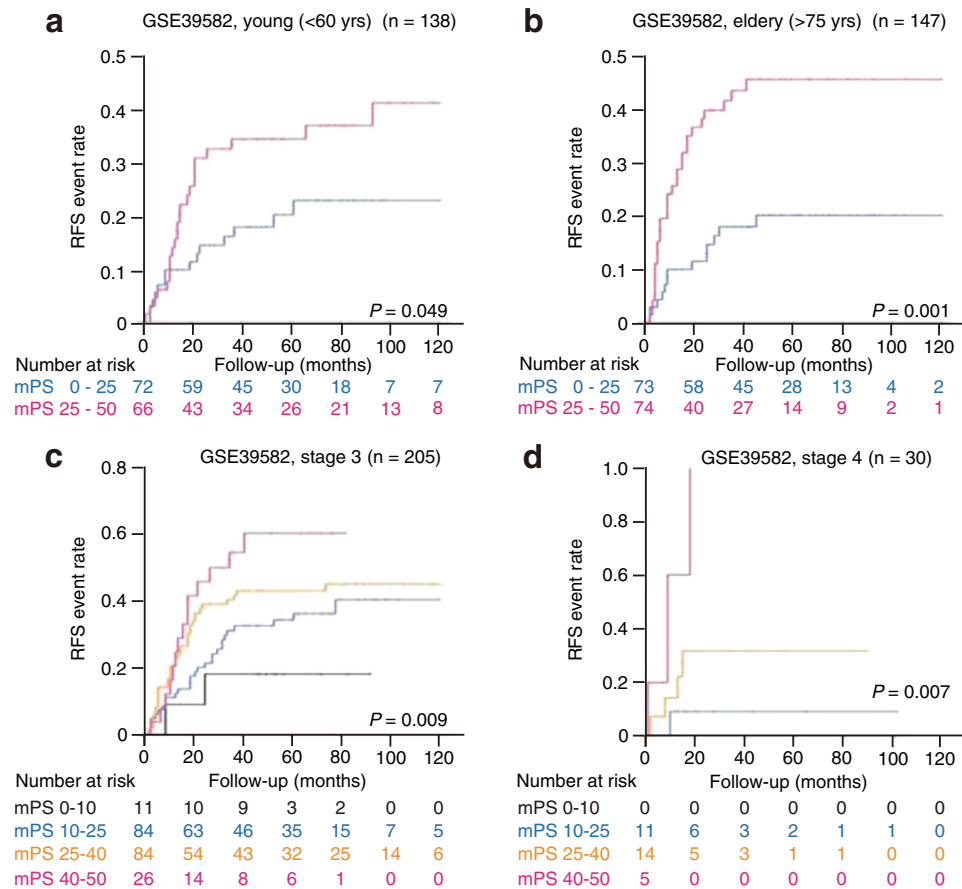 a GSE39582, young (<60 yrs) (n = 138)
RFS event rate
0.5
0.4
0.3
0.2
0.1
0
P = 0.049
0 20 40 60 80 100 120
Number at risk Follow-up (months)
mPS 0 - 25 72 59 45 30 18 7 7
mPS 25 - 50 66 43 34 26 21 13 8
b GSE39582, eldery (>75 yrs) (n = 147)
RFS event rate
0.5
0.4
0.3
0.2
0.1
0
P = 0.001
0 20 40 60 80 100 120
Number at risk Follow-up (months)
mPS 0 - 25 73 58 45 28 13 4 2
mPS 25 - 50 74 40 27 14 9 2 1
c GSE39582, stage 3 (n = 205)
RFS event rate
0.8
0.6
0.4
0.2
0
P = 0.009
0 20 40 60 80 100 120
Number at risk Follow-up (months)
mPS 0-10 11 10 9 3 2 0 0
mPS 10-25 84 63 46 35 15 7 5
mPS 25-40 84 54 43 32 25 14 6
mPS 40-50 26 14 8 6 1 0 0
d GSE39582, stage 4 (n = 30)
RFS event rate
1.0
0.8
0.6
0.4
0.2
0
P = 0.007
0 20 40 60 80 100 120
Number at risk Follow-up (months)
mPS 0-10 0 0 0 0 0 0 0
mPS 10-25 11 6 3 2 1 1 0
mPS 25-40 14 5 3 1 1 0 0
mPS 40-50 5 0 0 0 0 0 0